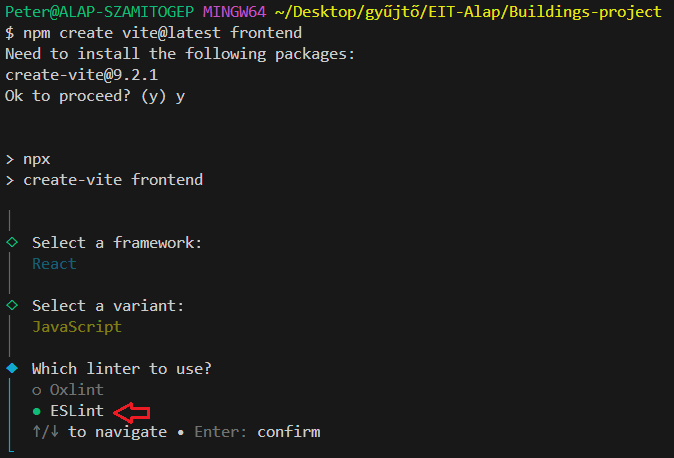 Peter@ALAP-SZAMITOGEP MINGW64 ~/Desktop/gyűjtő/EIT-Alap/Buildings-project
$ npm create vite@latest frontend
Need to install the following packages:
create-vite@9.2.1
Ok to proceed? (y) y
> npx
> create-vite frontend
Select a framework:
React
Select a variant:
JavaScript
Which linter to use?
○ Oxlint
● ESLint
↑/↓ to navigate • Enter: confirm